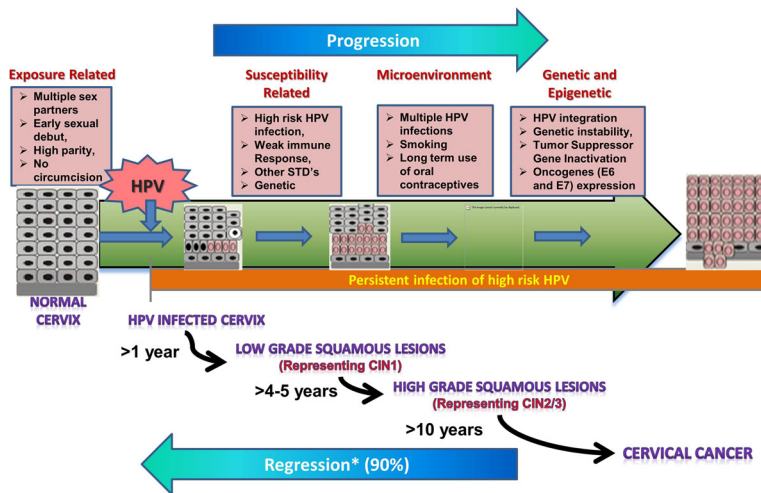 Progression
Exposure Related
➢ Multiple sex
partners
➢ Early sexual
debut,
➢ High parity,
➢ No
circumcision
Susceptibility
Related
➢ High risk HPV
infection,
➢ Weak immune
Response,
➢ Other STD's
➢ Genetic
Microenvironment
➢ Multiple HPV
infections
➢ Smoking
➢ Long term use
of oral
contraceptives
Genetic and
Epigenetic
➢ HPV integration
➢ Genetic instability,
➢ Tumor Suppressor
Gene Inactivation
➢ Oncogenes (E6
and E7) expression
HPV
Persistent infection of high risk HPV
NORMAL
CERVIX
HPV INFECTED CERVIX
>1 year
LOW GRADE SQUAMOUS LESIONS
(Representing CIN1)
>4-5 years
HIGH GRADE SQUAMOUS LESIONS
(Representing CIN2/3)
>10 years
CERVICAL CANCER
Regression* (90%)